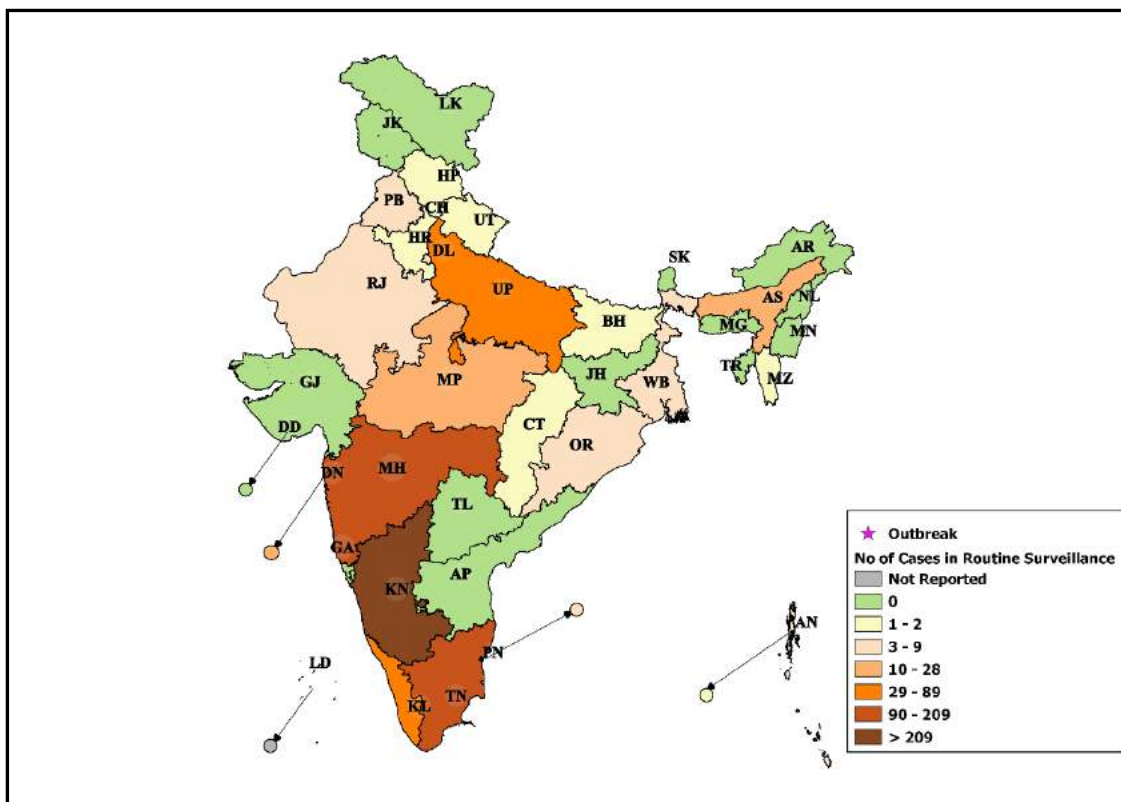 LK
JK
HP
PB
CH
UT
HR
DL
SK
AR
RJ
UP
AS
NL
BH
MG
MN
GJ
MP
JH
TR
WB
MZ
DD
CT
OR
DN
MH
TL
GA
AP
KN
PN
AN
LD
KL
TN
Outbreak
No of Cases in Routine Surveillance
Not Reported
0
1 - 2
3 - 9
10 - 28
29 - 89
90 - 209
> 209